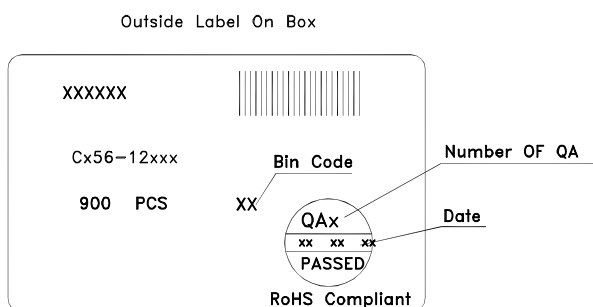 Outside Label On Box
XXXXXX
Cx56-12xxx
Bin Code
Number OF QA
900 PCS
XX
QAx
Date
xx xx xx
PASSED
RoHS Compliant